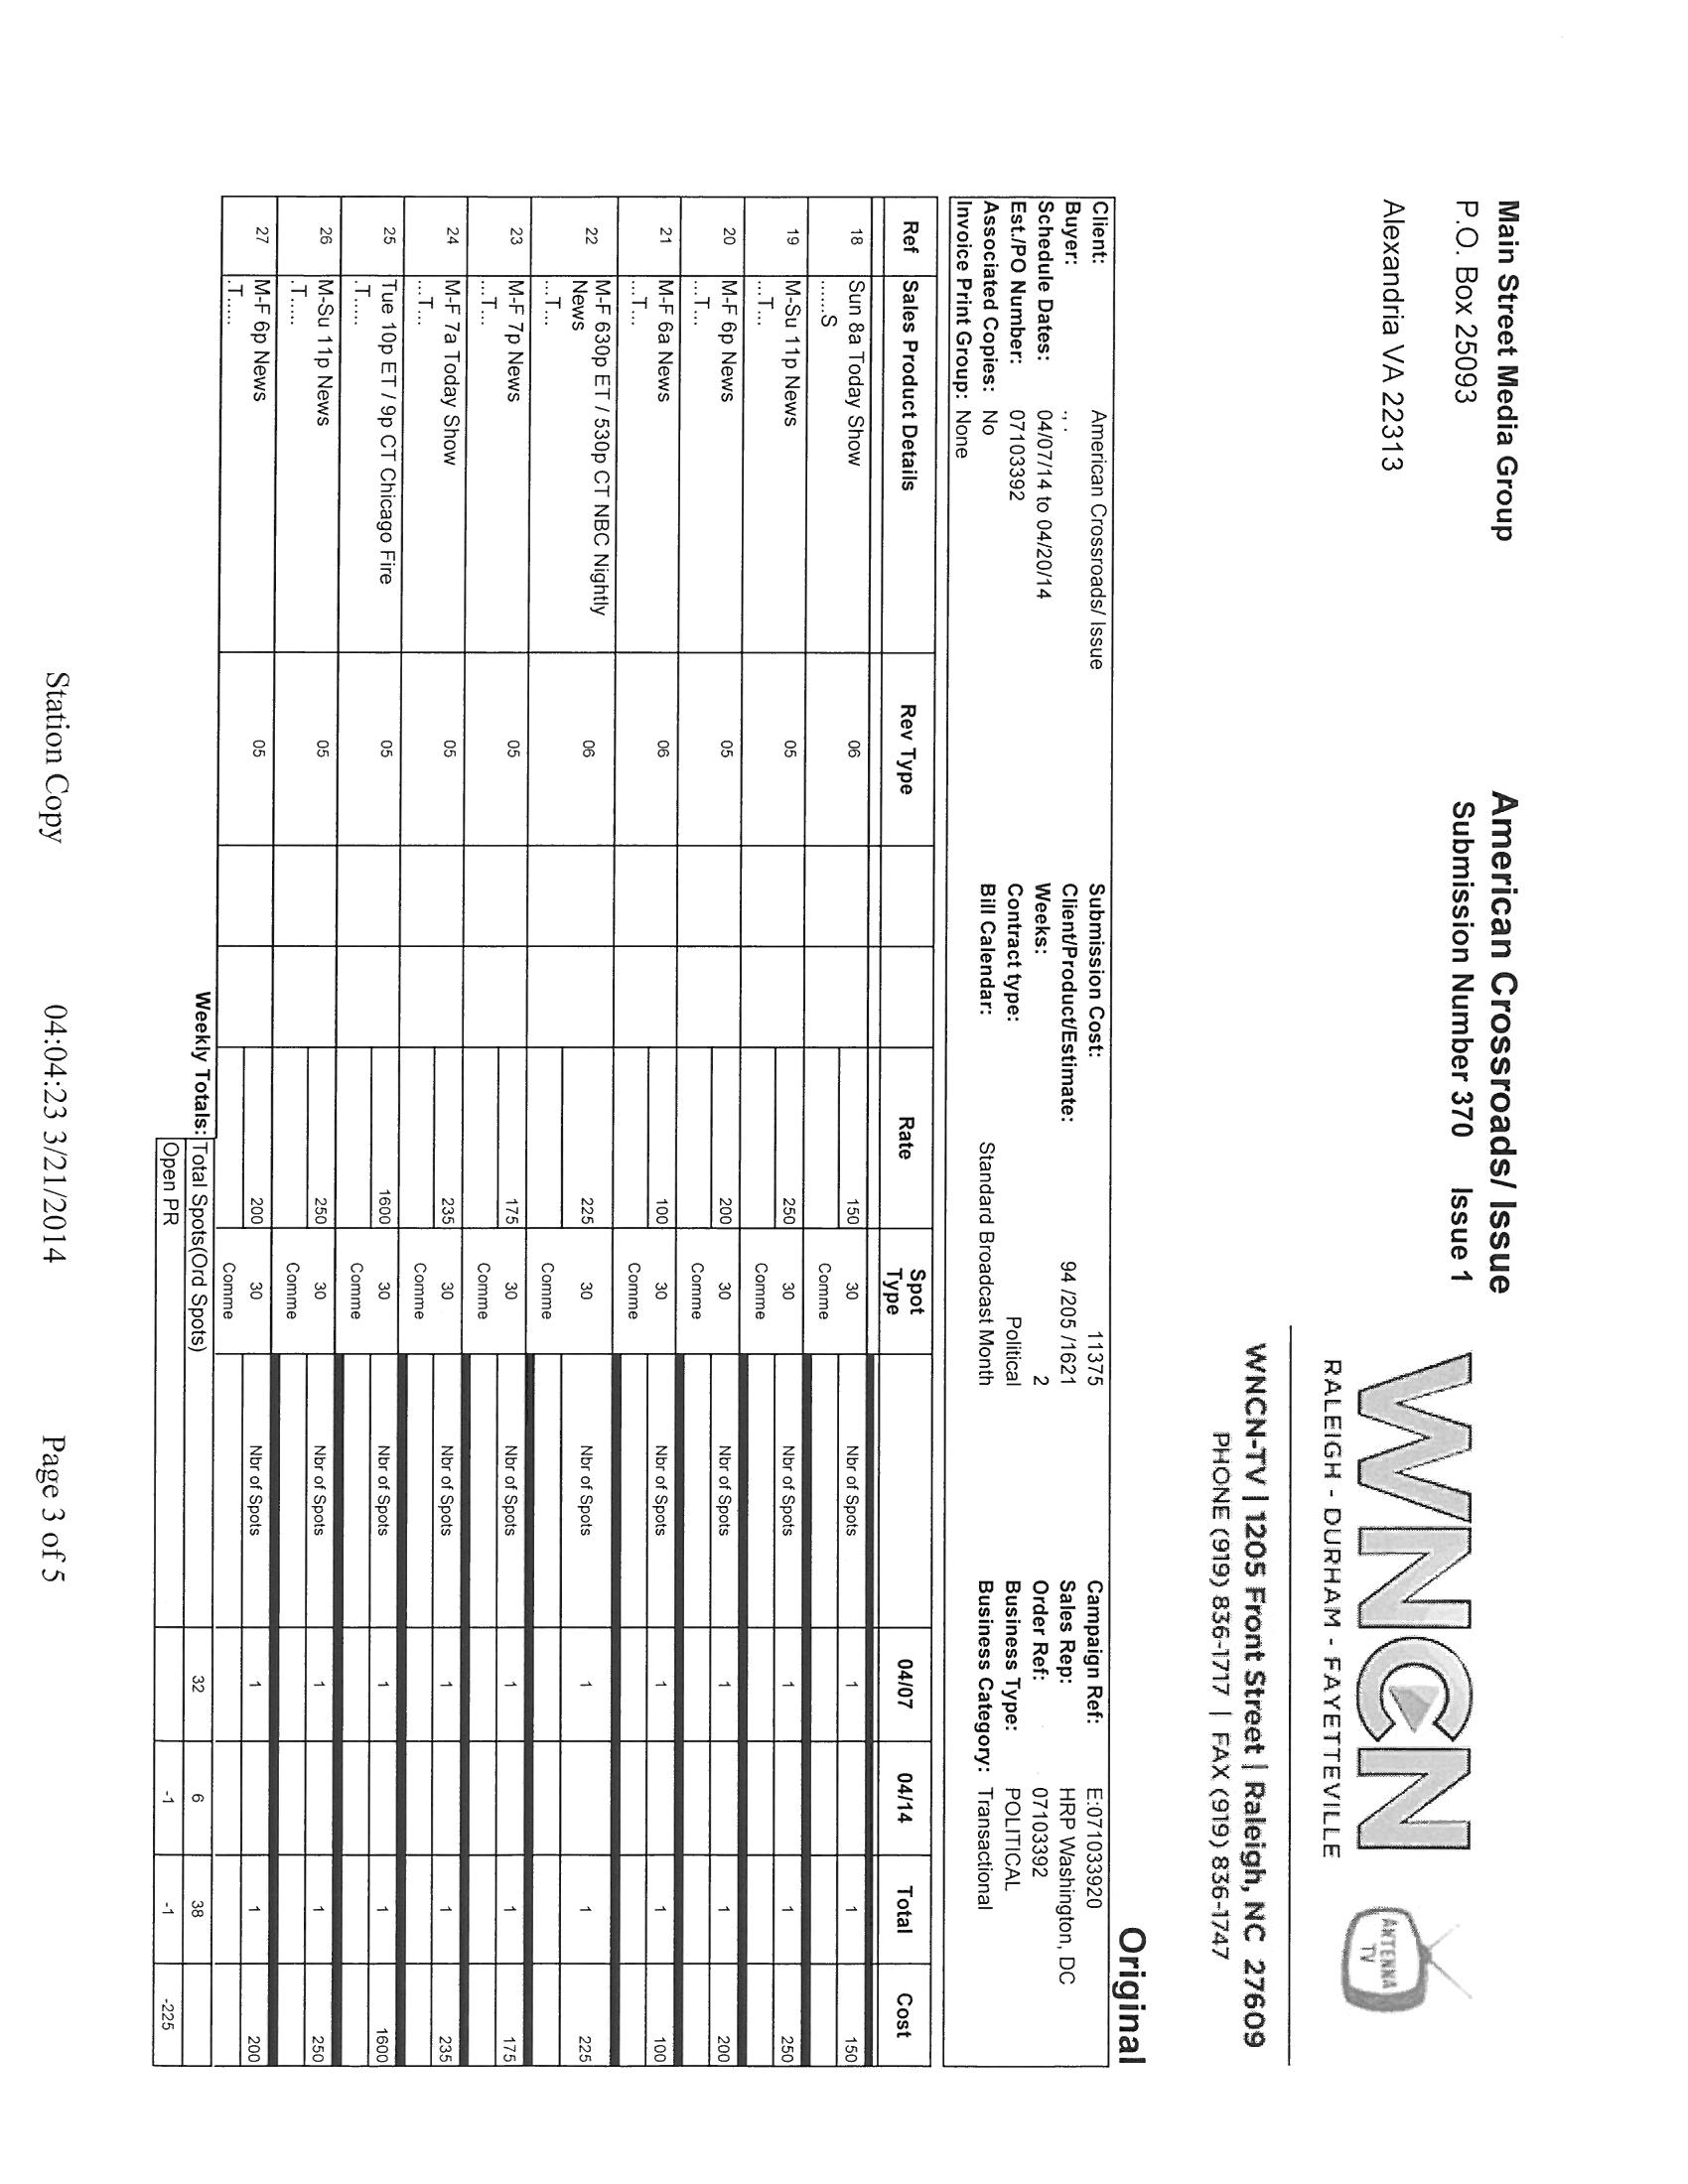 Main Street Media Group
P.O. Box 25093
Alexandria VA 22313
American Crossroads/ Issue
Submission Number 370 Issue 1
WNCN
RALEIGH - DURHAM - FAYETTEVILLE
ANTENNA
TV
WNCN-TV | 1205 Front Street | Raleigh, NC 27609
PHONE (919) 836-1717 | FAX (919) 836-1747
Original
Client: American Crossroads/ Issue Submission Cost: 11375 Campaign Ref: E:071033920
Buyer: ., . Client/Product/Estimate: 94 /205 /1621 Sales Rep: HRP Washington, DC
Schedule Dates: 04/07/14 to 04/20/14 Weeks: 2 Order Ref: 07103392
Est./PO Number: 07103392 Contract type: Political Business Type: POLITICAL
Associated Copies: No Bill Calendar: Standard Broadcast Month Business Category: Transactional
Invoice Print Group: None
Ref Sales Product Details Rev Type Rate Spot Type 04/07 04/14 Total Cost
18 Sun 8a Today Show 06 150 30 Nbr of Spots 1 1 150
......S Comme
19 M-Su 11p News 05 250 30 Nbr of Spots 1 1 250
...T... Comme
20 M-F 6p News 05 200 30 Nbr of Spots 1 1 200
...T... Comme
21 M-F 6a News 06 100 30 Nbr of Spots 1 1 100
...T... Comme
22 M-F 630p ET / 530p CT NBC Nightly 06 225 30 Nbr of Spots 1 1 225
News
...T... Comme
23 M-F 7p News 05 175 30 Nbr of Spots 1 1 175
...T... Comme
24 M-F 7a Today Show 05 235 30 Nbr of Spots 1 1 235
...T... Comme
25 Tue 10p ET / 9p CT Chicago Fire 05 1600 30 Nbr of Spots 1 1 1600
.T..... Comme
26 M-Su 11p News 05 250 30 Nbr of Spots 1 1 250
.T..... Comme
27 M-F 6p News 05 200 30 Nbr of Spots 1 1 200
.T..... Comme
Weekly Totals: Total Spots(Ord Spots) 32 6 38
Open PR -1 -1 -225
Station Copy 04:04:23 3/21/2014 Page 3 of 5